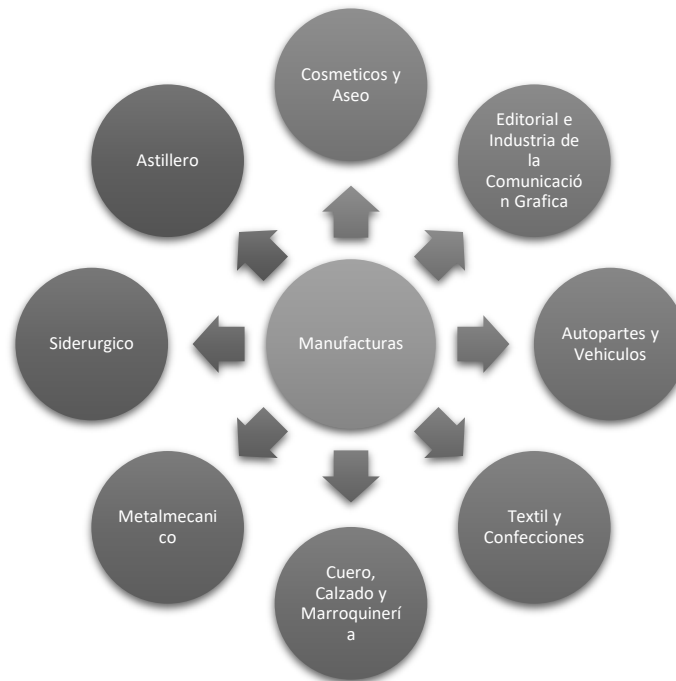 Cosmeticos y
Aseo
Editorial e
Industria de
la
Comunicació
n Grafica
Autopartes y
Vehiculos
Textil y
Confecciones
Cuero,
Calzado y
Marroquinerí
a
Metalmecani
co
Siderurgico
Astillero
Manufacturas